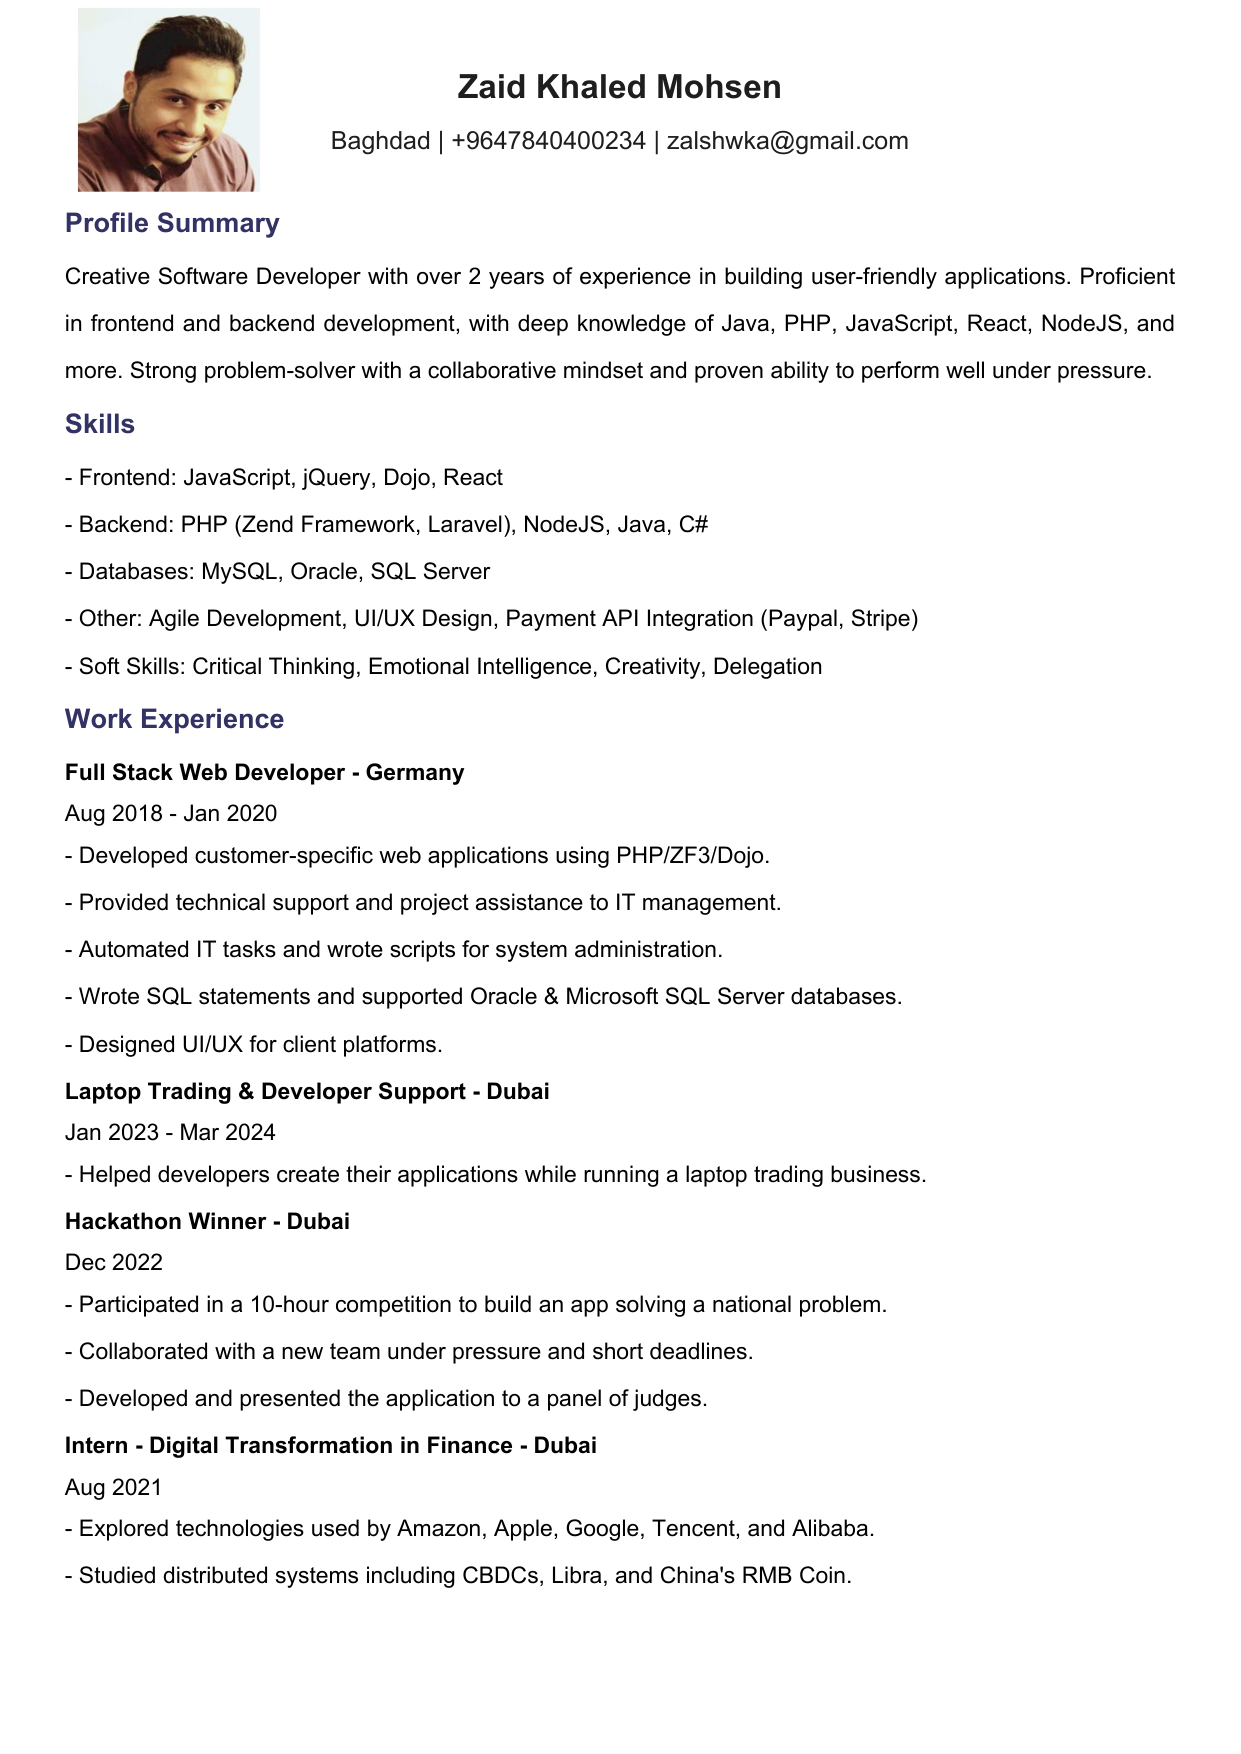 Zaid Khaled Mohsen
Baghdad | +9647840400234 | zalshwka@gmail.com
Profile Summary
Creative Software Developer with over 2 years of experience in building user-friendly applications. Proficient
in frontend and backend development, with deep knowledge of Java, PHP, JavaScript, React, NodeJS, and
more. Strong problem-solver with a collaborative mindset and proven ability to perform well under pressure.
Skills
- Frontend: JavaScript, jQuery, Dojo, React
- Backend: PHP (Zend Framework, Laravel), NodeJS, Java, C#
- Databases: MySQL, Oracle, SQL Server
- Other: Agile Development, UI/UX Design, Payment API Integration (Paypal, Stripe)
- Soft Skills: Critical Thinking, Emotional Intelligence, Creativity, Delegation
Work Experience
Full Stack Web Developer - Germany
Aug 2018 - Jan 2020
- Developed customer-specific web applications using PHP/ZF3/Dojo.
- Provided technical support and project assistance to IT management.
- Automated IT tasks and wrote scripts for system administration.
- Wrote SQL statements and supported Oracle & Microsoft SQL Server databases.
- Designed UI/UX for client platforms.
Laptop Trading & Developer Support - Dubai
Jan 2023 - Mar 2024
- Helped developers create their applications while running a laptop trading business.
Hackathon Winner - Dubai
Dec 2022
- Participated in a 10-hour competition to build an app solving a national problem.
- Collaborated with a new team under pressure and short deadlines.
- Developed and presented the application to a panel of judges.
Intern - Digital Transformation in Finance - Dubai
Aug 2021
- Explored technologies used by Amazon, Apple, Google, Tencent, and Alibaba.
- Studied distributed systems including CBDCs, Libra, and China's RMB Coin.